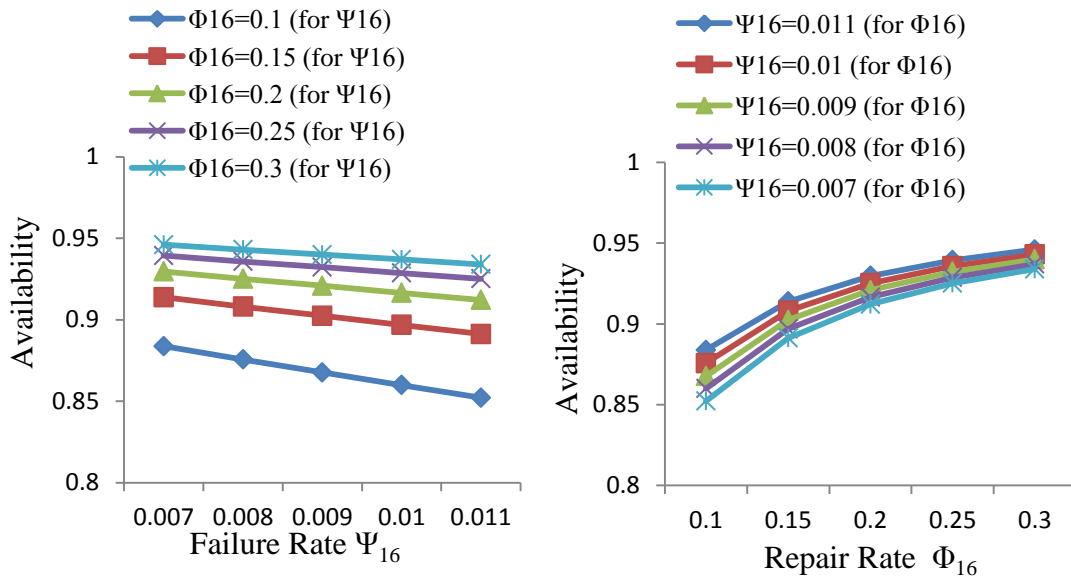 Φ16=0.1 (for Ψ16)
Φ16=0.15 (for Ψ16)
Φ16=0.2 (for Ψ16)
Φ16=0.25 (for Ψ16)
Φ16=0.3 (for Ψ16)
1
0.95
0.9
0.85
0.8
Availability
0.007 0.008 0.009 0.01 0.011
Failure Rate Ψ16
Ψ16=0.011 (for Φ16)
Ψ16=0.01 (for Φ16)
Ψ16=0.009 (for Φ16)
Ψ16=0.008 (for Φ16)
Ψ16=0.007 (for Φ16)
1
0.95
0.9
0.85
0.8
Availability
0.1 0.15 0.2 0.25 0.3
Repair Rate Φ16